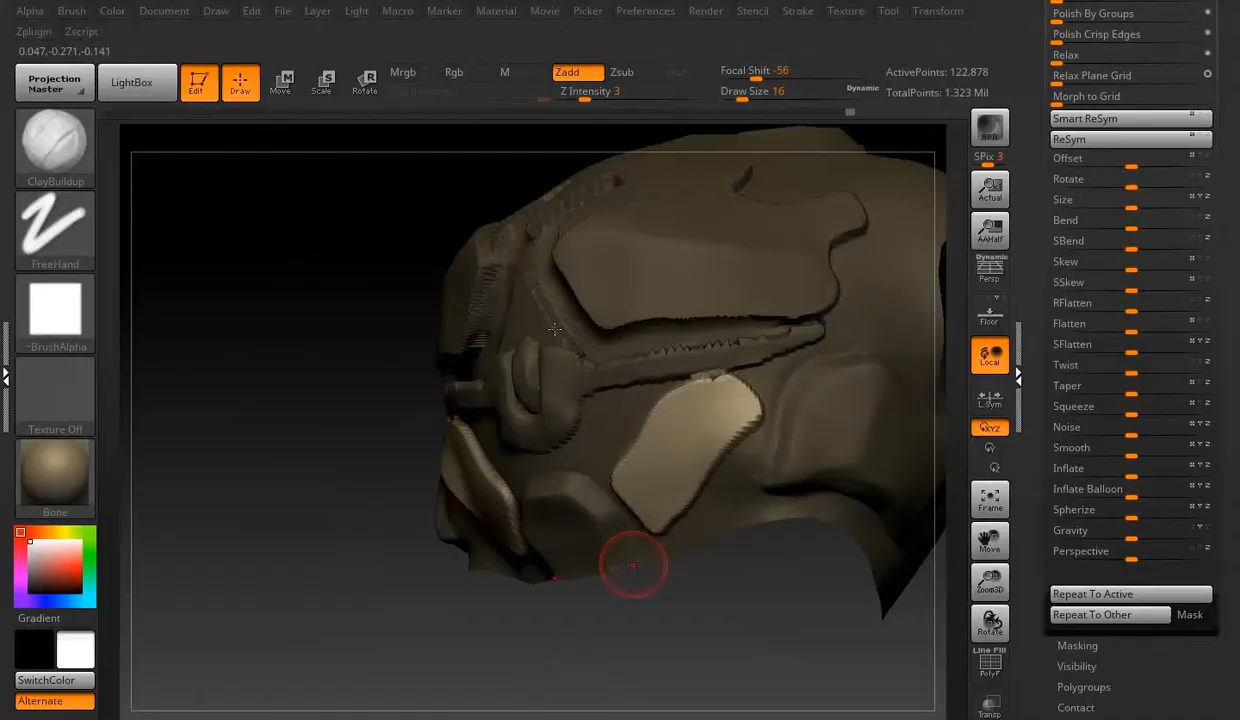 Alpha Brush Color Document Draw Edit File Layer Light Macro Marker Material Movie Picker Preferences Render Stencil Stroke Texture Tool Transform
Zplugin Zscript
0.047,-0.271,-0.141
Projection Master
LightBox
Edit
Draw
Move
Scale
Rotate
Mrgb
Rgb
M
Zadd
Zsub
Z Intensity 3
Focal Shift -56
Draw Size 16
Dynamic
ActivePoints: 122,878
TotalPoints: 1.323 Mil
ClayBuildup
FreeHand
~BrushAlpha
Texture Off
Bone
Gradient
SwitchColor
Alternate
BPR
SPix 3
Actual
AAHalf
Dynamic
Persp
Floor
Local
L.Sym
XYZ
Frame
Move
Zoom3D
Rotate
Line Fill
PolyF
Transp
Polish By Groups
Polish Crisp Edges
Relax
Relax Plane Grid
Morph to Grid
Smart ReSym
ReSym
Offset
Rotate
Size
Bend
SBend
Skew
SSkew
RFlatten
Flatten
SFlatten
Twist
Taper
Squeeze
Noise
Smooth
Inflate
Inflate Balloon
Spherize
Gravity
Perspective
Repeat To Active
Repeat To Other Mask
Masking
Visibility
Polygroups
Contact